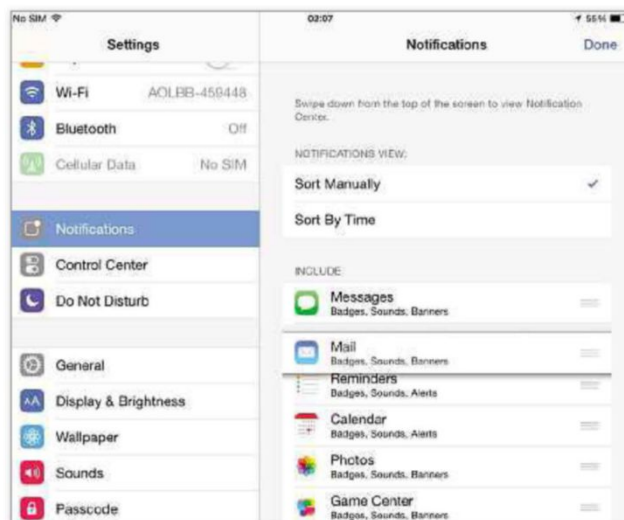 No SIM
02:07
55%
Settings
Notifications
Done
Wi-Fi
AOLBB-459448
Bluetooth
Off
Cellular Data
No SIM
Notifications
Control Center
Do Not Disturb
General
AA
Display & Brightness
Wallpaper
Sounds
Passcode
Swipe down from the top of the screen to view Notification
Center.
NOTIFICATIONS VIEW:
Sort Manually
Sort By Time
INCLUDE
Messages
Badges, Sounds, Banners
Mail
Badges, Sounds, Banners
Reminders
Badges, Sounds, Alerts
Calendar
Badges, Sounds, Alerts
Photos
Badges, Sounds, Banners
Game Center
Badges, Sounds, Banners